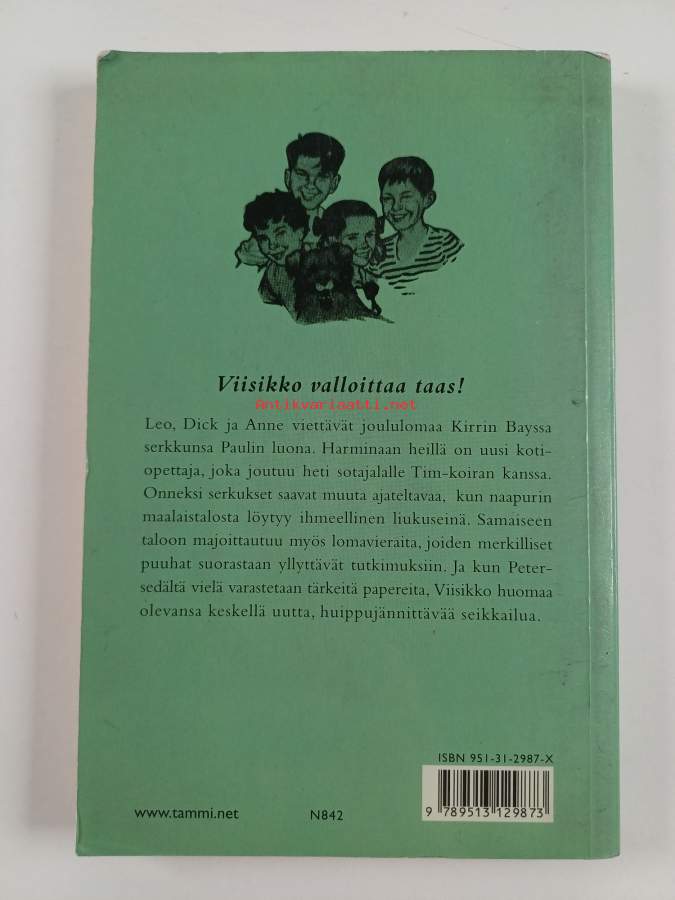 Viisikko valloittaa taas!
Antikvariaatti.net
Leo, Dick ja Anne viettävät joululomaa Kirrin Bayssa
serkkunsa Paulin luona. Harminaan heillä on uusi koti-
opettaja, joka joutuu heti sotajalalle Tim-koiran kanssa.
Onneksi serkukset saavat muuta ajateltavaa, kun naapurin
maalaistalosta löytyy ihmeellinen liukuseinä. Samaiseen
taloon majoittautuu myös lomavieraita, joiden merkilliset
puuhat suorastaan yllyttävät tutkimuksiin. Ja kun Peter-
sedältä vielä varastetaan tärkeitä papereita, Viisikko huomaa
olevansa keskellä uutta, huippujännittävää seikkailua.
ISBN 951-31-2987-X
www.tammi.net N842
9 789513 129873